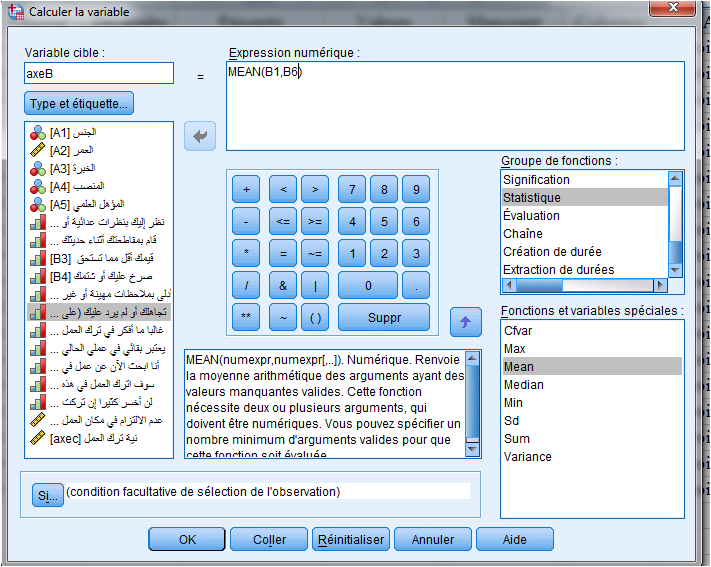 Calculer la variable
Variable cible :
axeB
=
Expression numérique :
MEAN(B1,B6)
Type et étiquette...
[A1] الجنس
[A2] العمر
[A3] الخبرة
[A4] المنصب
[A5] المؤهل العلمي
نظر إليك بنظرات عدائية أو ...
قام بمقاطعتك أثناء حديثك ...
[B3] قيمك أقل مما تستحق
[B4] صرخ عليك أو شتمك
أدلى بملاحظات مهينة أو غير ...
تجاهلك أو لم يرد عليك (على ...
غالبا ما أفكر في ترك العمل ...
يعتبر بقائي في عملي الحالي ...
أنا ابحث الآن عن عمل في ...
سوف اترك العمل في هذه ...
لن أخسر كثيرا إن تركت ...
عدم الالتزام في مكان العمل ...
[axec] نية ترك العمل
+ < > 7 8 9
- <= >= 4 5 6
* = ~= 1 2 3
/ & | 0 .
** ~ ( ) Suppr
Groupe de fonctions :
Signification
Statistique
Évaluation
Chaîne
Création de durée
Extraction de durées
Fonctions et variables spéciales :
Cfvar
Max
Mean
Median
Min
Sd
Sum
Variance
MEAN(numexpr,numexpr[,..]). Numérique. Renvoie
la moyenne arithmétique des arguments ayant des
valeurs manquantes valides. Cette fonction
nécessite deux ou plusieurs arguments, qui
doivent être numériques. Vous pouvez spécifier un
nombre minimum d'arguments valides pour que
cette fonction soit évaluée.
Si...
(condition facultative de sélection de l'observation)
OK
Coller
Réinitialiser
Annuler
Aide